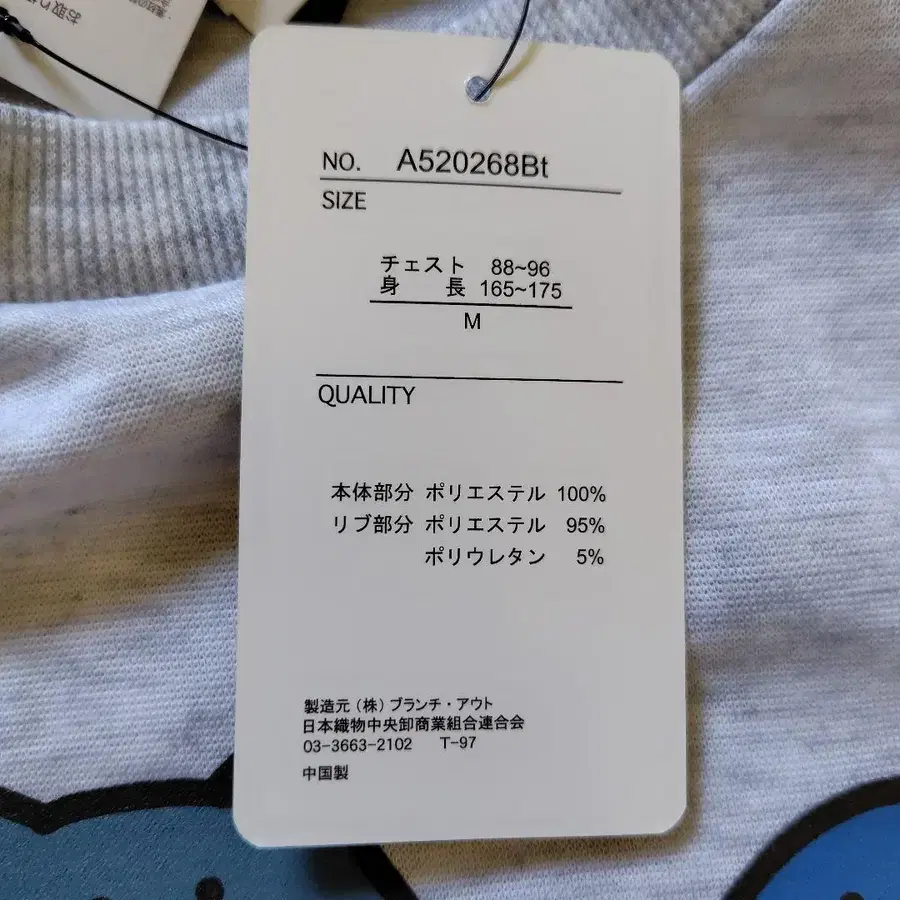 お取り
NO. A520268Bt
SIZE
チェスト 88~96
身 長 165~175
M
QUALITY
本体部分 ポリエステル 100%
リブ部分 ポリエステル 95%
ポリウレタン 5%
製造元（株）ブランチ・アウト
日本織物中央卸商業組合連合会
03-3663-2102 T-97
中国製